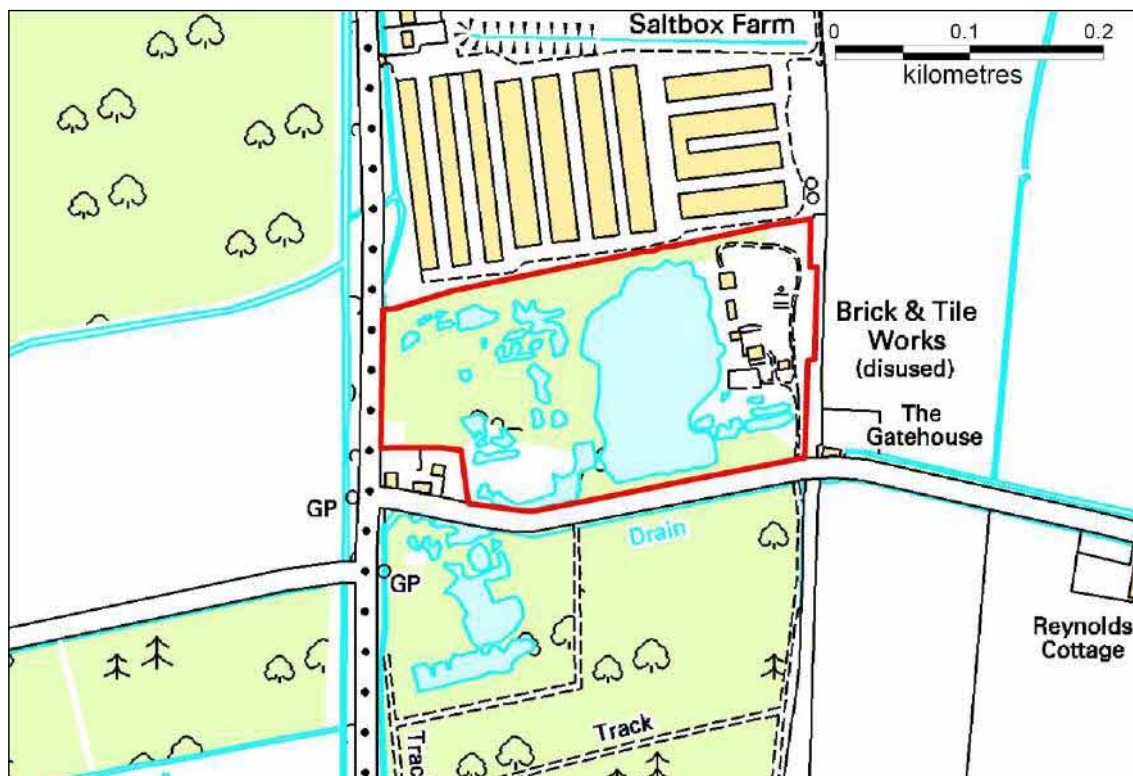 Saltbox Farm
0 0.1 0.2
kilometres
Brick & Tile
Works
(disused)
The
Gatehouse
GP
Drain
GP
Reynolds
Cottage
Track
Trac